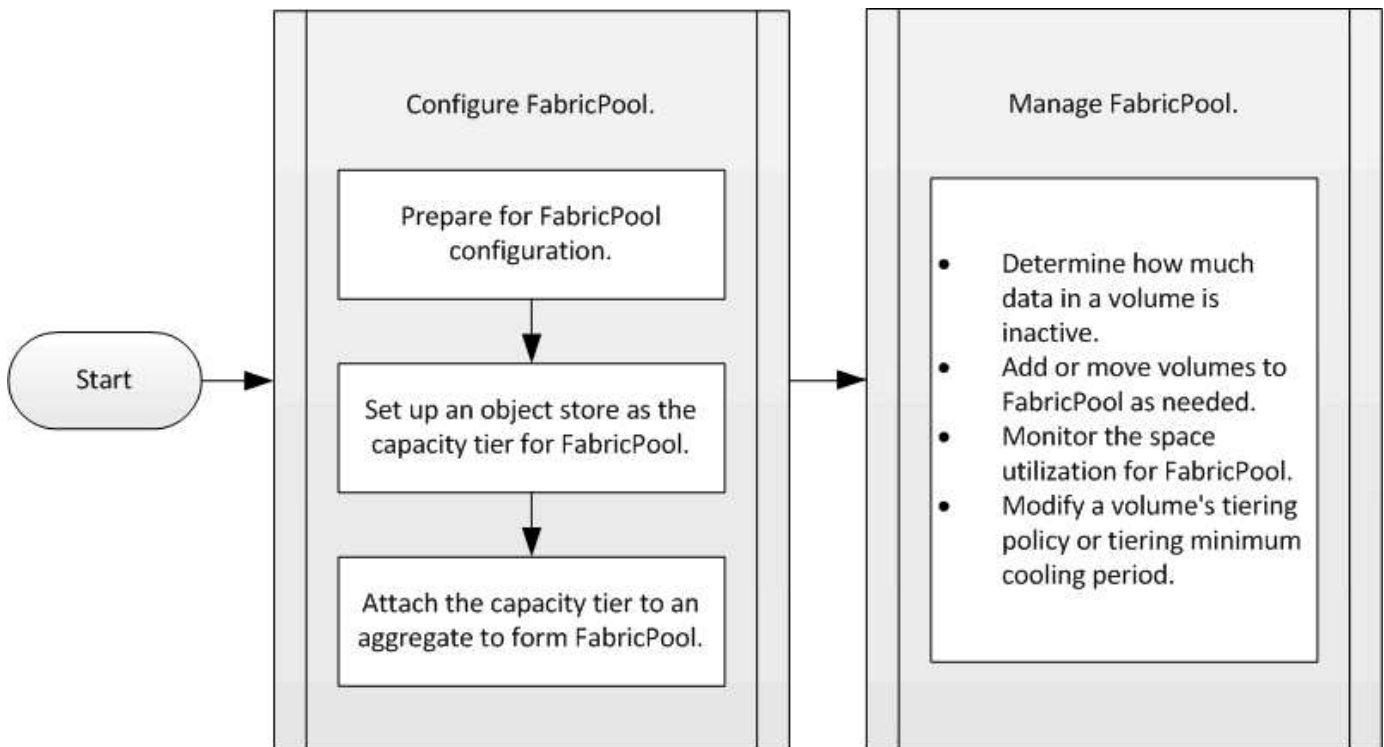 Start
Configure FabricPool.
Prepare for FabricPool
configuration.
Set up an object store as the
capacity tier for FabricPool.
Attach the capacity tier to an
aggregate to form FabricPool.
Manage FabricPool.
• Determine how much
data in a volume is
inactive.
• Add or move volumes to
FabricPool as needed.
• Monitor the space
utilization for FabricPool.
• Modify a volume's tiering
policy or tiering minimum
cooling period.